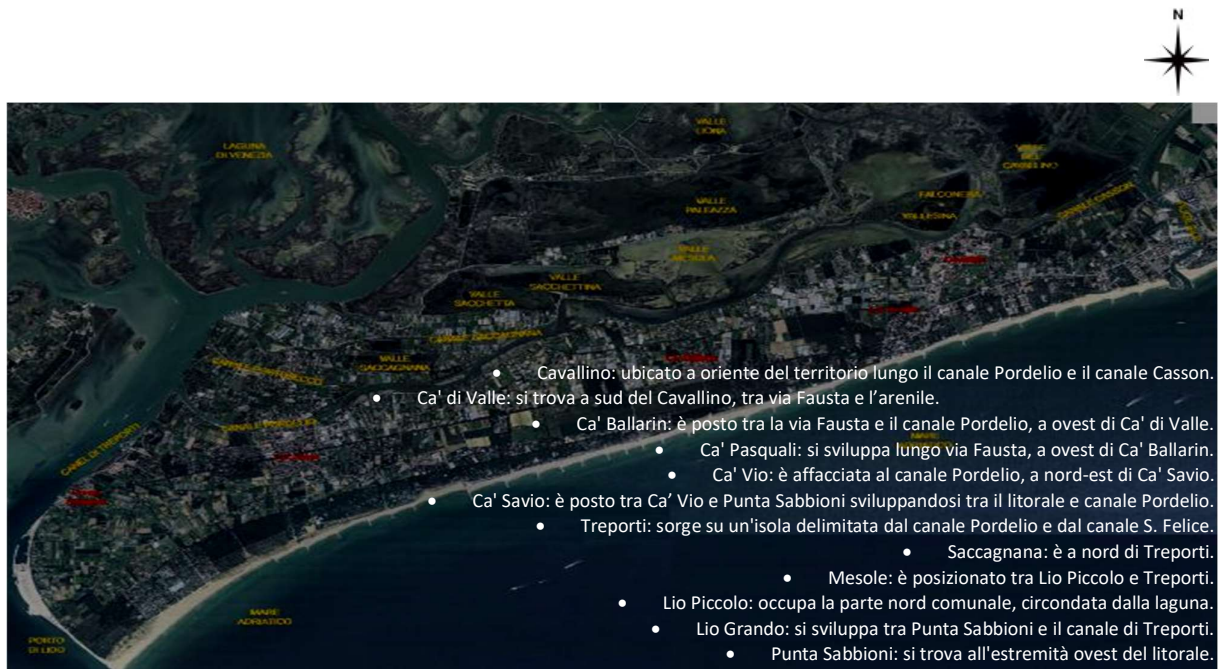 N
VALLE
LIONA
LAGUNA
DI VENEZIA
VALLE
CAVALLINO
FALCONERA
VALLESINA
CANALE CASSON
VALLE
PALEAZZA
VALLE
VALLE
SACCHETTINA
VALLE
SACCHETTA
CANALE SACCAGNANA
VALLE
SACCAGNANA
CANALE PORDELIO
CANALE DI TREPORTI
MARE
MARE
ADRIATICO
PORTO
DI LIDO
• Cavallino: ubicato a oriente del territorio lungo il canale Pordelio e il canale Casson.
• Ca' di Valle: si trova a sud del Cavallino, tra via Fausta e l’arenile.
• Ca' Ballarin: è posto tra la via Fausta e il canale Pordelio, a ovest di Ca' di Valle.
• Ca' Pasquali: si sviluppa lungo via Fausta, a ovest di Ca' Ballarin.
• Ca' Vio: è affacciata al canale Pordelio, a nord-est di Ca' Savio.
• Ca' Savio: è posto tra Ca’ Vio e Punta Sabbioni sviluppandosi tra il litorale e canale Pordelio.
• Treporti: sorge su un'isola delimitata dal canale Pordelio e dal canale S. Felice.
• Saccagnana: è a nord di Treporti.
• Mesole: è posizionato tra Lio Piccolo e Treporti.
• Lio Piccolo: occupa la parte nord comunale, circondata dalla laguna.
• Lio Grando: si sviluppa tra Punta Sabbioni e il canale di Treporti.
• Punta Sabbioni: si trova all'estremità ovest del litorale.